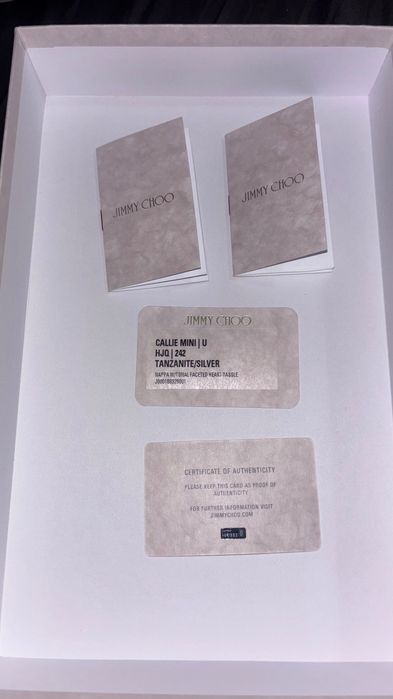 JIMMY CHOO
JIMMY CHOO
JIMMY CHOO
CALLIE MINI | U
HJQ | 242
TANZANITE/SILVER
CERTIFICATE OF AUTHENTICITY
PLEASE KEEP THIS CARD AS PROOF OF
AUTHENTICITY
FOR FURTHER INFORMATION VISIT
JIMMYCHOO.COM